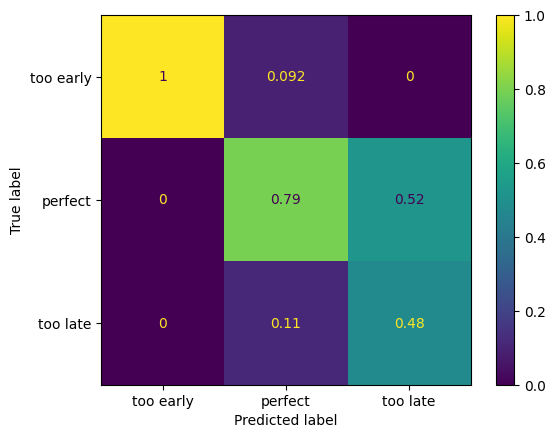 1.0
too early 1 0.092 0
0.8
0.6
True label
perfect 0 0.79 0.52
0.4
too late 0 0.11 0.48
0.2
0.0
too early perfect too late
Predicted label